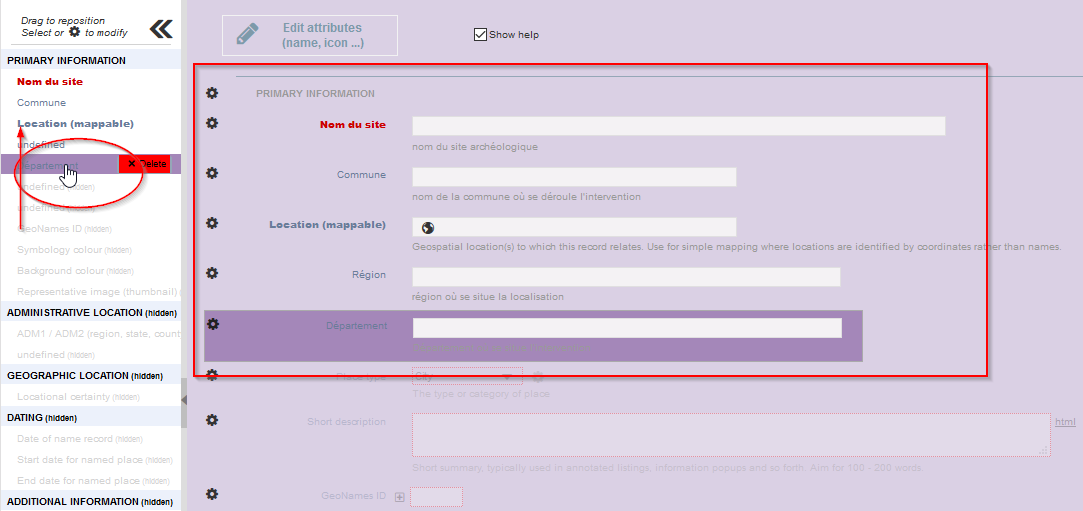 Drag to reposition
Select or to modify
PRIMARY INFORMATION
Nom du site
Commune
Location (mappable)
undefined
Département
Delete
undefined (hidden)
undefined (hidden)
GeoNames ID (hidden)
Symbology colour (hidden)
Background colour (hidden)
Representative image (thumbnail) (
ADMINISTRATIVE LOCATION (hidden)
ADM1 / ADM2 (region, state, count
undefined (hidden)
GEOGRAPHIC LOCATION (hidden)
Locational certainty (hidden)
DATING (hidden)
Date of name record (hidden)
Start date for named place (hidden)
End date for named place (hidden)
ADDITIONAL INFORMATION (hidden)
Edit attributes
(name, icon ...)
Show help
PRIMARY INFORMATION
Nom du site
nom du site archéologique
Commune
nom de la commune où se déroule l'intervention
Location (mappable)
Geospatial location(s) to which this record relates. Use for simple mapping where locations are identified by coordinates rather than names.
Région
région où se situe la localisation
Département
Place type
City
The type or category of place
Short description
html
Short summary, typically used in annotated listings, information popups and so forth. Aim for 100 - 200 words.
GeoNames ID